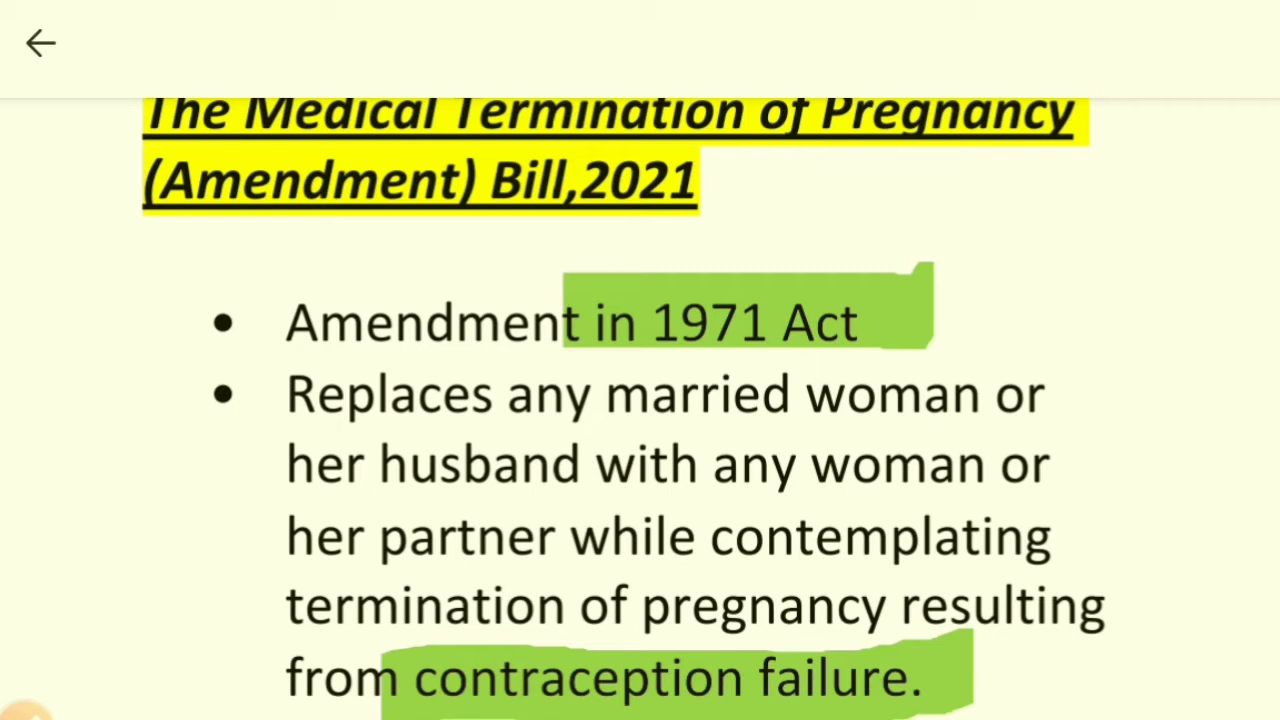 The Medical Termination of Pregnancy
(Amendment) Bill,2021
• Amendment in 1971 Act
• Replaces any married woman or
her husband with any woman or
her partner while contemplating
termination of pregnancy resulting
from contraception failure.